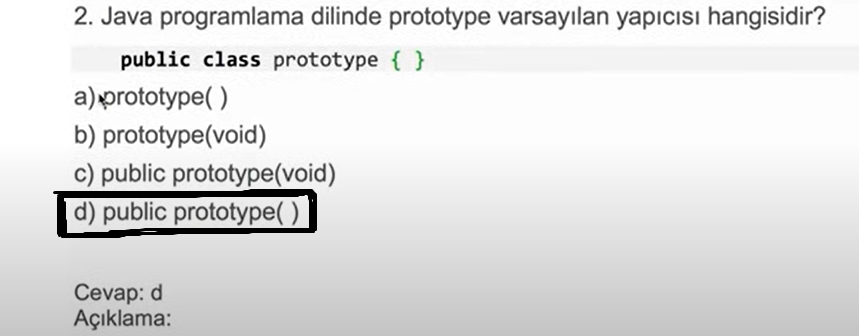 2. Java programlama dilinde prototype varsayılan yapıcısı hangisidir?
public class prototype { }
a) prototype( )
b) prototype(void)
c) public prototype(void)
d) public prototype( )
Cevap: d
Açıklama: